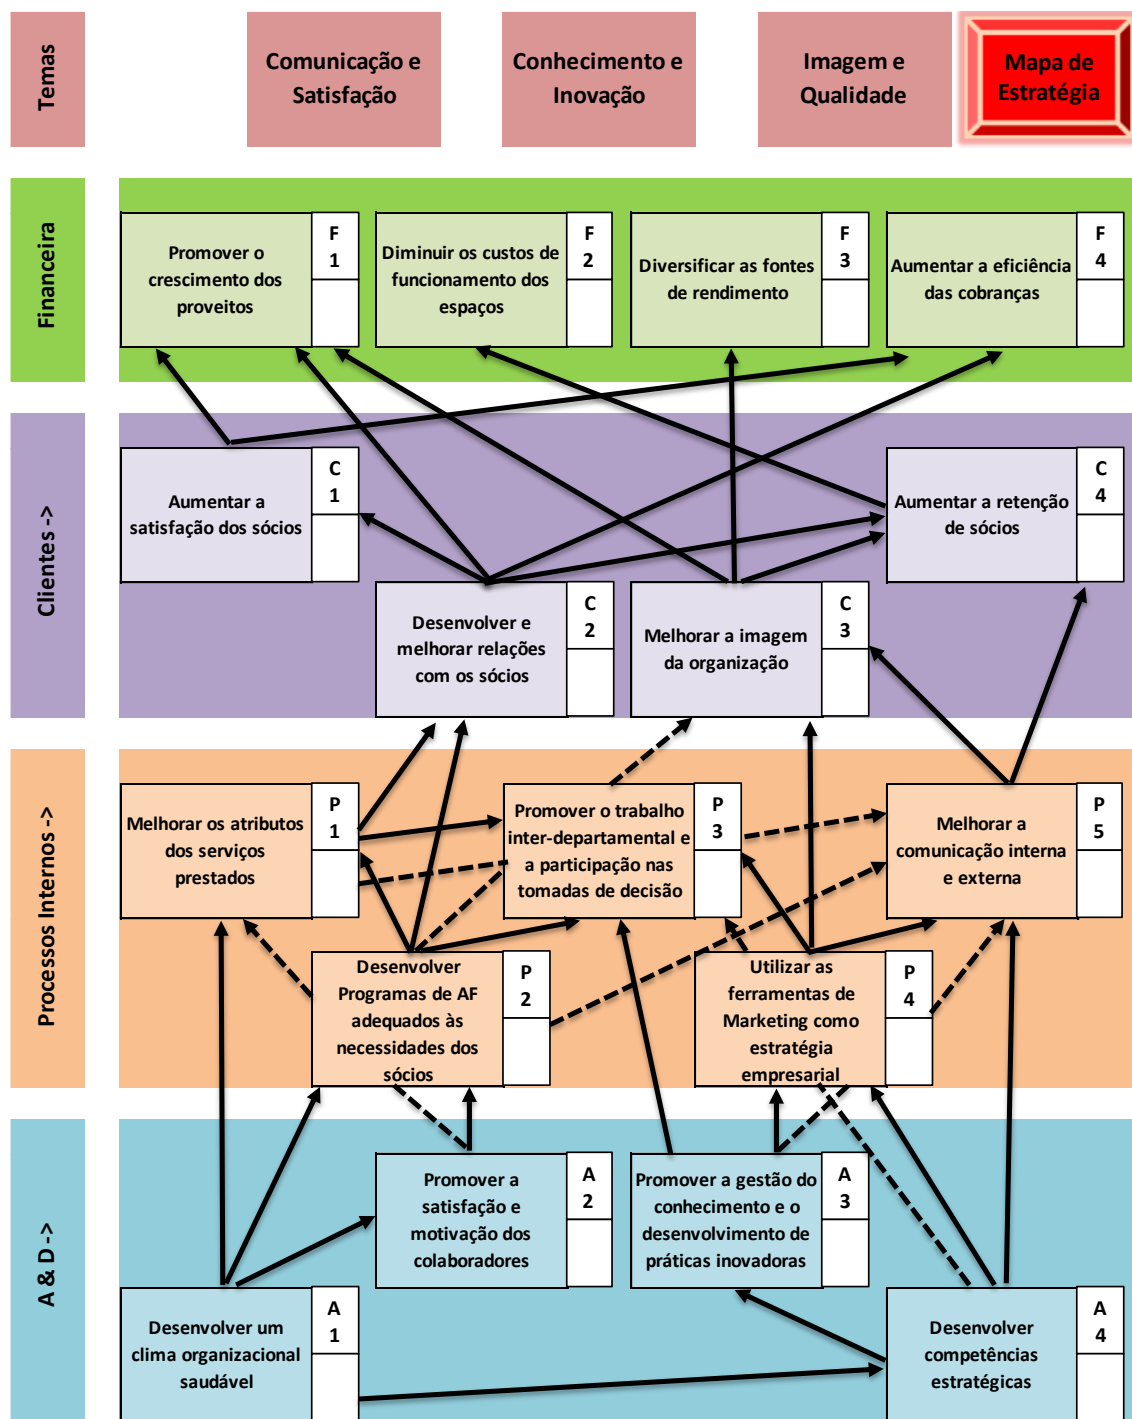 Temas
Comunicação e
Satisfação
Conhecimento e
Inovação
Imagem e
Qualidade
Mapa de
Estratégia
Financeira
Promover o
crescimento dos
proveitos
F
1
Diminuir os custos de
funcionamento dos
espaços
F
2
Diversificar as fontes
de rendimento
F
3
Aumentar a eficiência
das cobranças
F
4
Clientes ->
Aumentar a
satisfação dos sócios
C
1
Desenvolver e
melhorar relações
com os sócios
C
2
Melhorar a imagem
da organização
C
3
Aumentar a retenção
de sócios
C
4
Processos Internos ->
Melhorar os atributos
dos serviços
prestados
P
1
Desenvolver
Programas de AF
adequados às
necessidades dos
sócios
P
2
Promover o trabalho
inter-departamental e
a participação nas
tomadas de decisão
P
3
Utilizar as
ferramentas de
Marketing como
estratégia
empresarial
P
4
Melhorar a
comunicação interna
e externa
P
5
A & D ->
Desenvolver um
clima organizacional
saudável
A
1
Promover a
satisfação e
motivação dos
colaboradores
A
2
Promover a gestão do
conhecimento e o
desenvolvimento de
práticas inovadoras
A
3
Desenvolver
competências
estratégicas
A
4